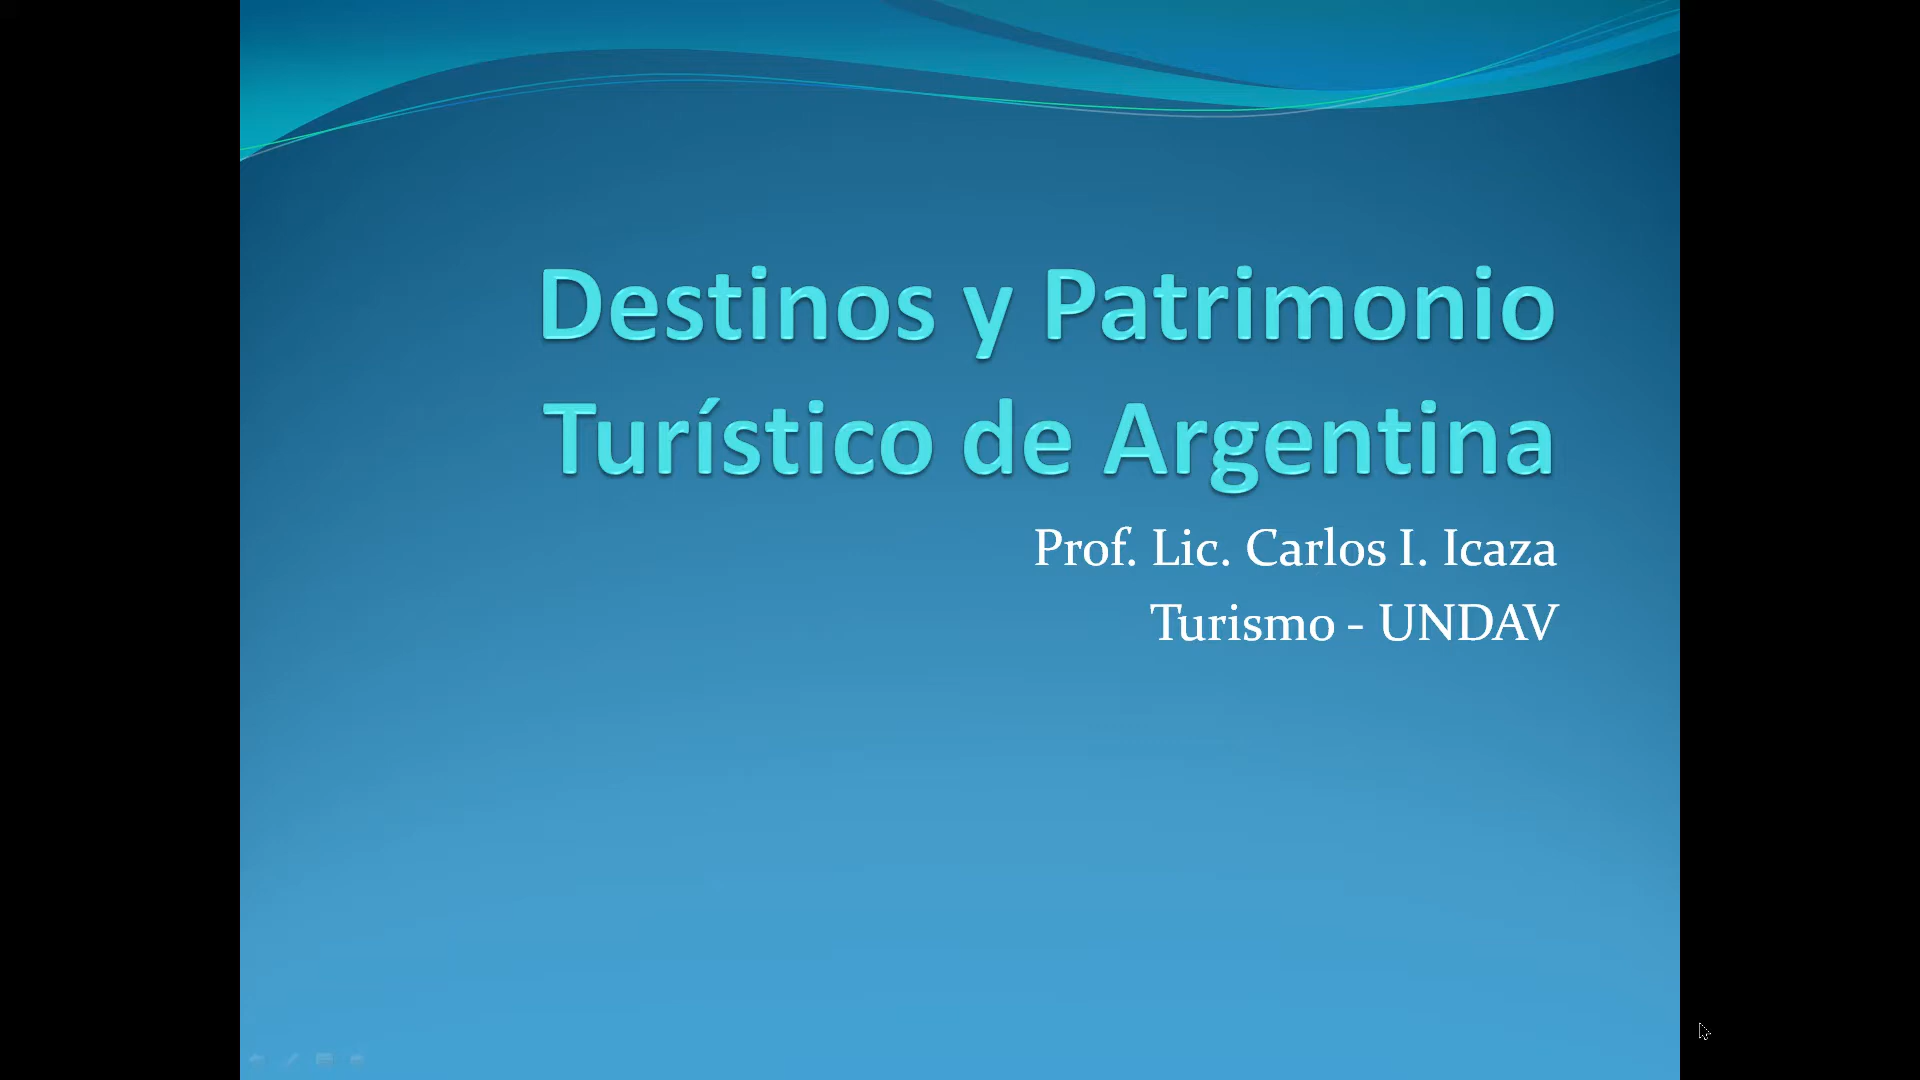 Destinos y Patrimonio
Turístico de Argentina
Prof. Lic. Carlos I. Icaza
Turismo - UNDAV